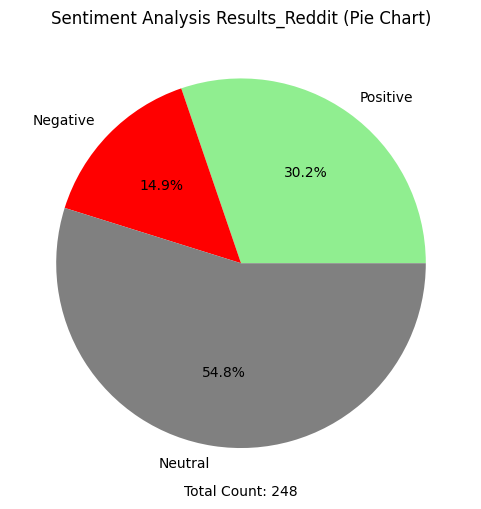 Sentiment Analysis Results_Reddit (Pie Chart)
Positive
Negative
30.2%
14.9%
54.8%
Neutral
Total Count: 248